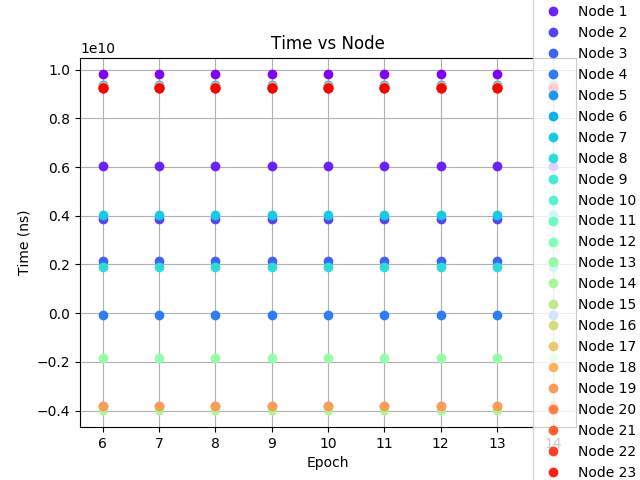 Time vs Node
1e10
1.0
0.8
0.6
0.4
0.2
0.0
−0.2
−0.4
Time (ns)
6 7 8 9 10 11 12 13 14
Epoch
Node 1
Node 2
Node 3
Node 4
Node 5
Node 6
Node 7
Node 8
Node 9
Node 10
Node 11
Node 12
Node 13
Node 14
Node 15
Node 16
Node 17
Node 18
Node 19
Node 20
Node 21
Node 22
Node 23